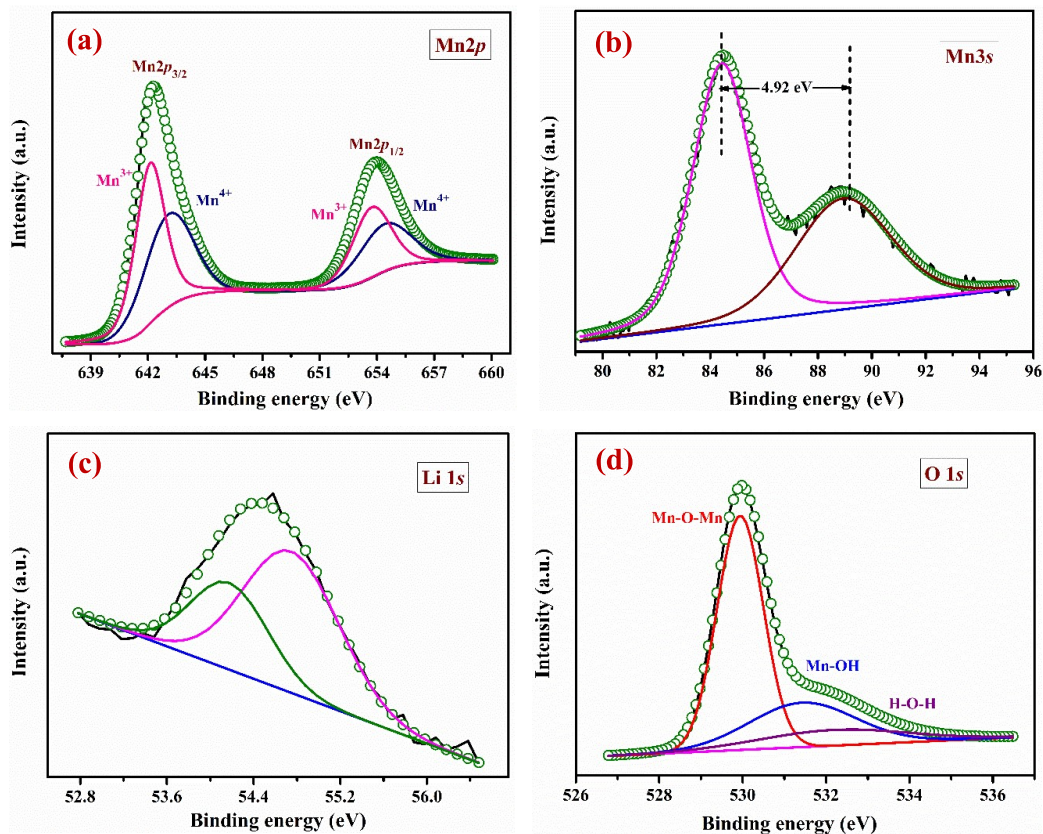 (a)
Mn2p
Mn2p3/2
Mn3+
Mn4+
Mn2p1/2
Mn3+
Mn4+
Intensity (a.u.)
639 642 645 648 651 654 657 660
Binding energy (eV)
(b)
Mn3s
4.92 eV
Intensity (a.u.)
80 82 84 86 88 90 92 94 96
Binding energy (eV)
(c)
Li 1s
Intensity (a.u.)
52.8 53.6 54.4 55.2 56.0
Binding energy (eV)
(d)
O 1s
Mn-O-Mn
Mn-OH
H-O-H
Intensity (a.u.)
526 528 530 532 534 536
Binding energy (eV)